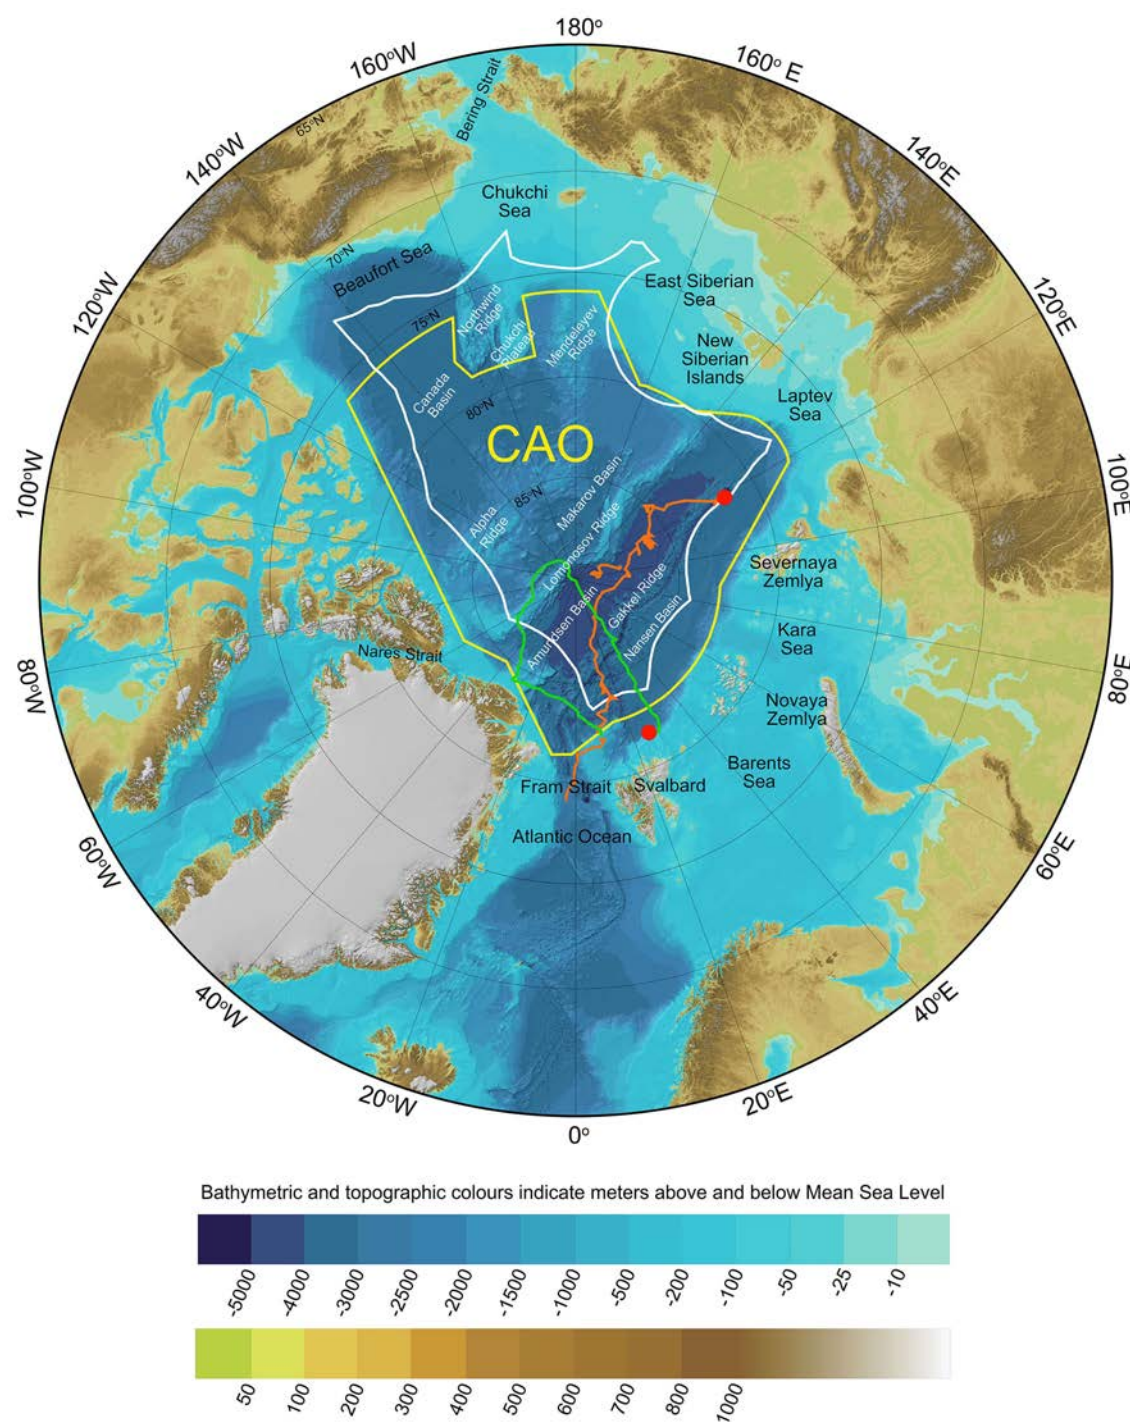 180°
160°W
160° E
Bering Strait
65°N
140°W
140°E
Chukchi
Sea
70°N
Beaufort Sea
120°W
120°E
East Siberian
Sea
Northwind
Ridge
75°N
Chukchi
Plateau
Mendeleyev
Ridge
New
Siberian
Islands
Canada
Basin
Laptev
Sea
80°N
CAO
100°W
100°E
85°N
Makarov Basin
Alpha
Ridge
Lomonosov Ridge
Severnaya
Zemlya
Gakkel Ridge
Amundsen Basin
Nansen Basin
Kara
Sea
Nares Strait
80°W
80°E
Novaya
Zemlya
Barents
Sea
Fram Strait
Svalbard
Atlantic Ocean
60°W
60°E
40°W
40°E
20°W
20°E
0°
Bathymetric and topographic colours indicate meters above and below Mean Sea Level
-5000
-4000
-3000
-2500
-2000
-1500
-1000
-500
-200
-100
-50
-25
-10
50
100
200
300
400
500
600
700
800
1000